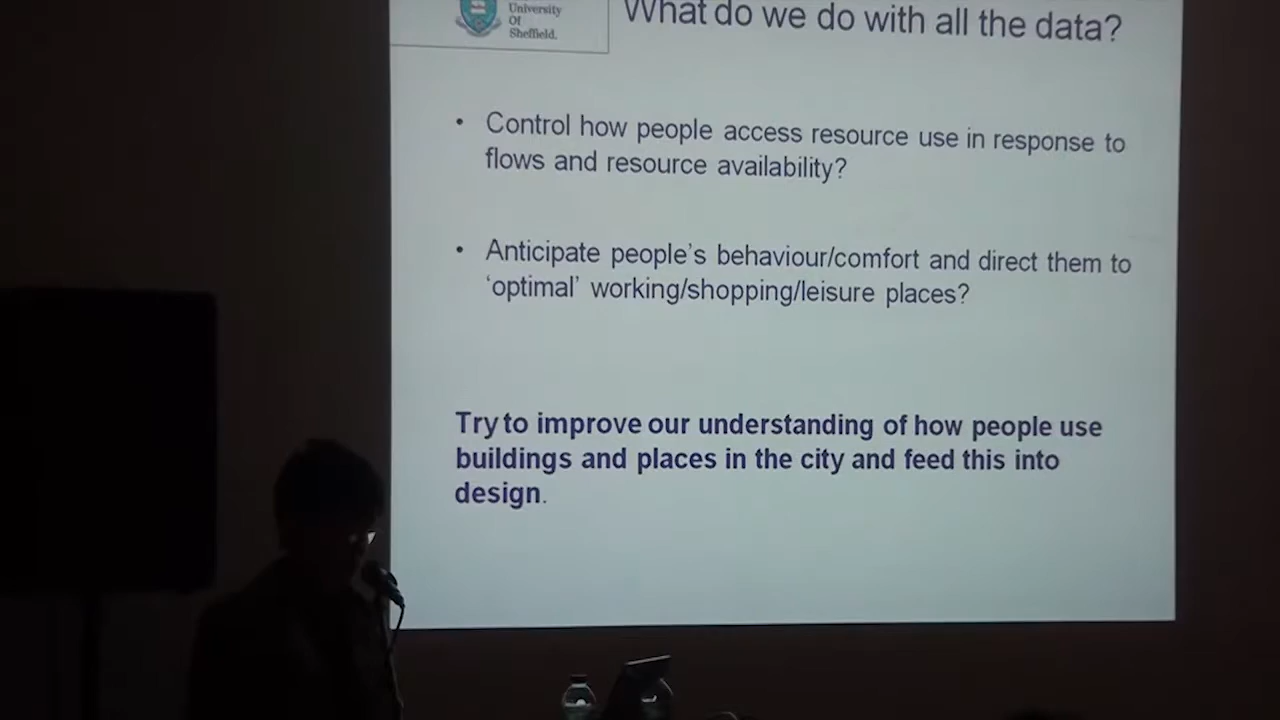 University
Of
Sheffield.
What do we do with all the data?
• Control how people access resource use in response to
flows and resource availability?
• Anticipate people's behaviour/comfort and direct them to
‘optimal’ working/shopping/leisure places?
Try to improve our understanding of how people use
buildings and places in the city and feed this into
design.